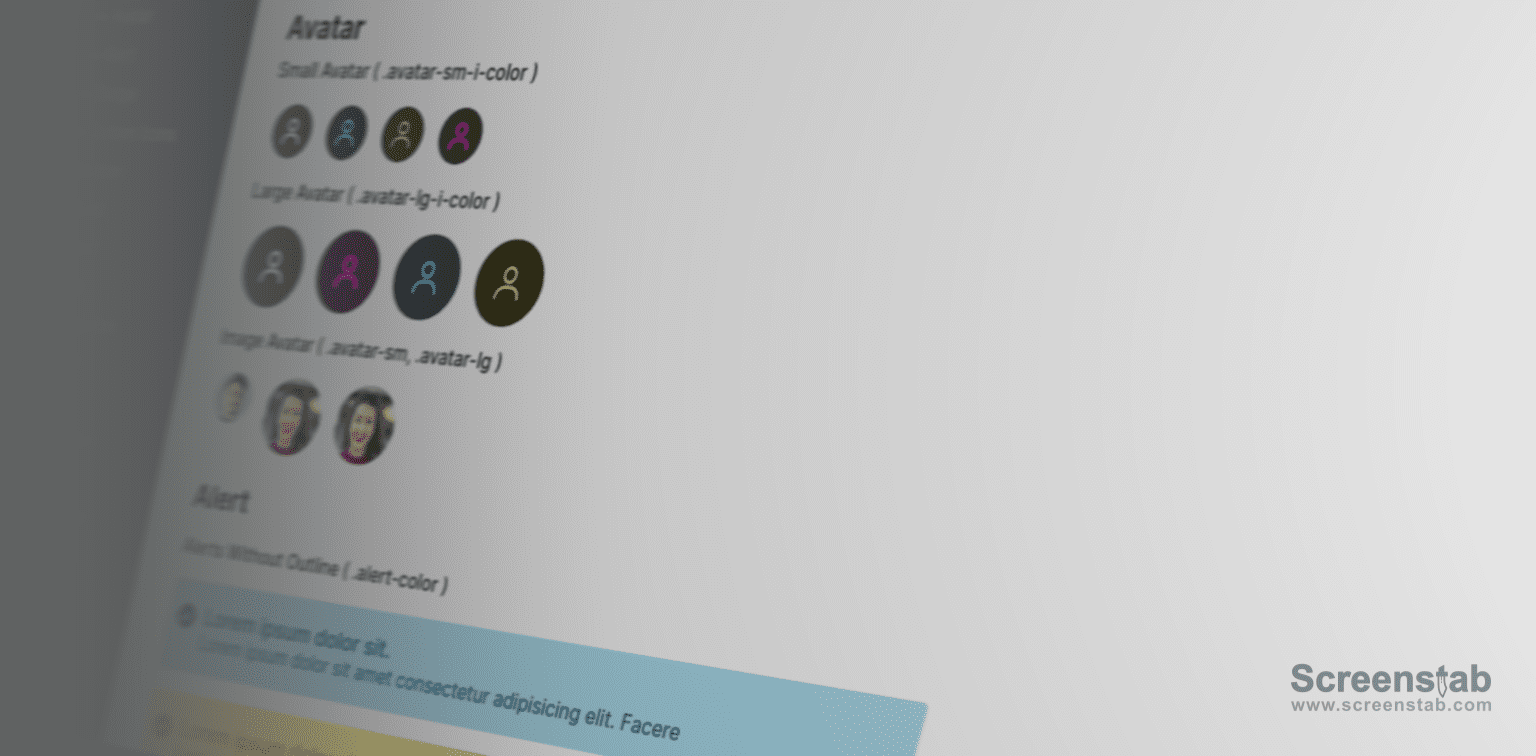 Avatar
Small Avatar ( .avatar-sm-i-color )
Large Avatar ( .avatar-lg-i-color )
Image Avatar ( .avatar-sm, .avatar-lg )
Alert
Alerts Without Outline ( .alert-color )
Lorem ipsum dolor sit.
Lorem ipsum dolor sit amet consectetur adipisicing elit. Facere
Screenstab
www.screenstab.com